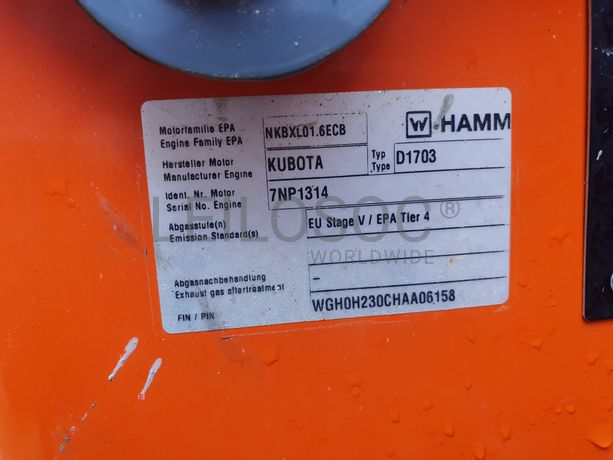 Motorfamilie EPA
Engine Family EPA
NKBXL01.6ECB
HAMM
Hersteller Motor
Manufacturer Engine
KUBOTA
Typ
Type
D1703
Ident. Nr. Motor
Serial No. Engine
7NP1314
Abgasstufe(n)
Emission Standard(s)
EU Stage V / EPA Tier 4
LEILOSOC®
WORLDWIDE
Abgasnachbehandlung
Exhaust gas aftertreatment
–
FIN / PIN
WGH0H230CHAA06158